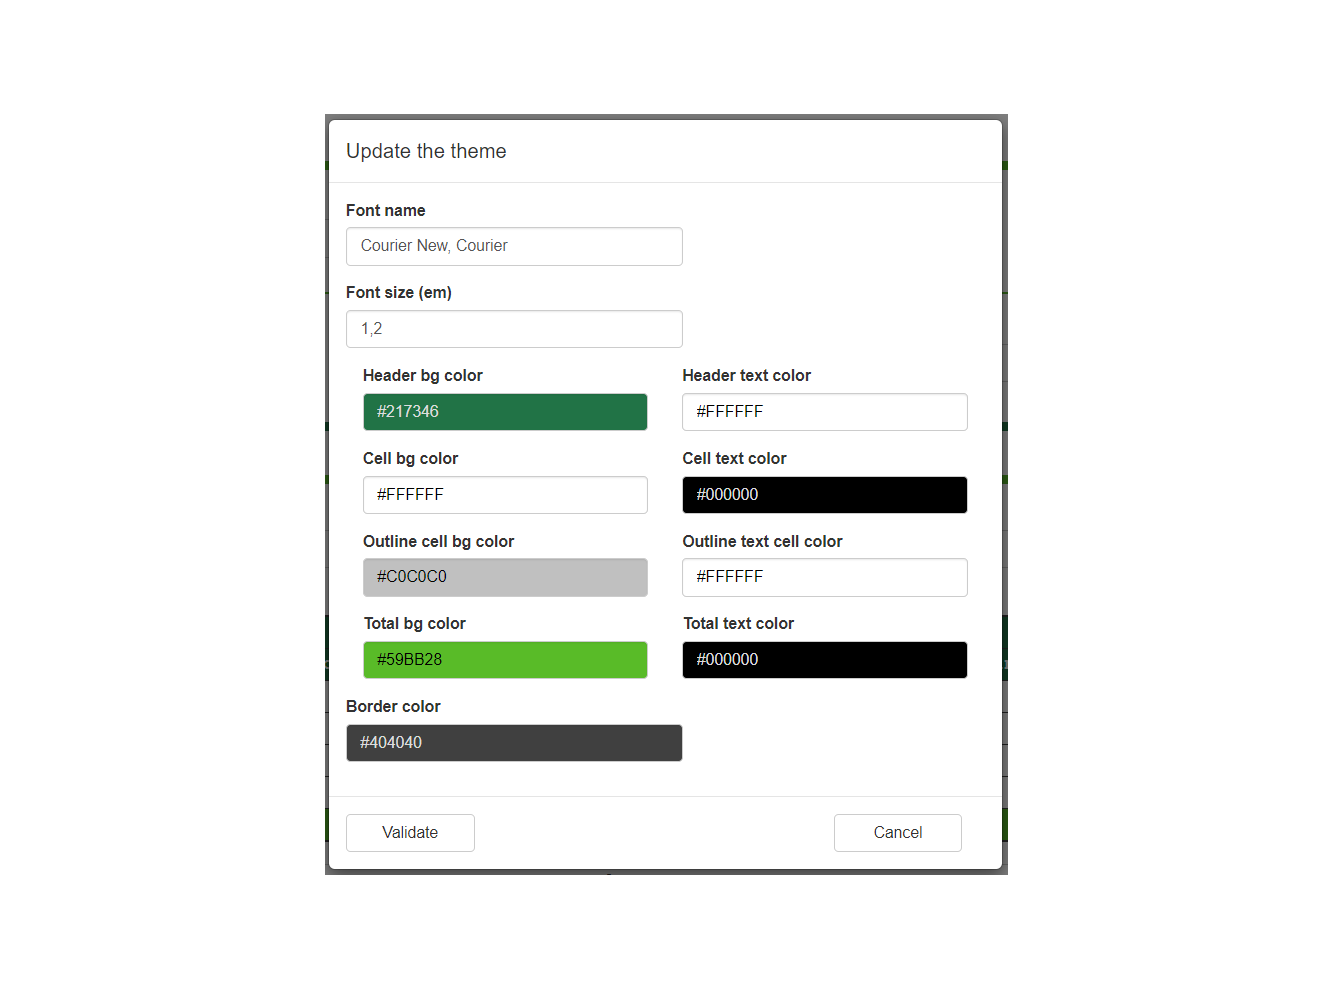 Update the theme
Font name
Courier New, Courier
Font size (em)
1,2
Header bg color
Header text color
#217346
#FFFFFF
Cell bg color
Cell text color
#FFFFFF
#000000
Outline cell bg color
Outline text cell color
#C0C0C0
#FFFFFF
Total bg color
Total text color
#59BB28
#000000
Border color
#404040
Validate
Cancel